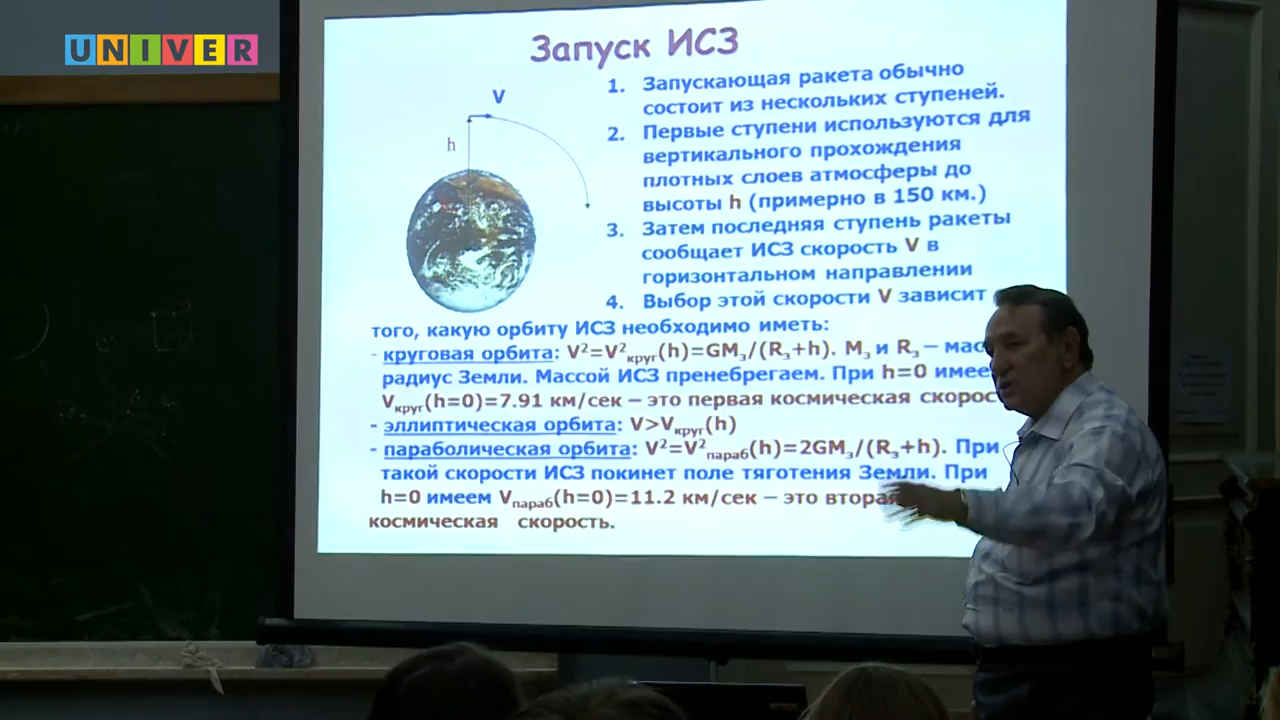 UNIVER
Запуск ИСЗ
V
h
1. Запускающая ракета обычно
состоит из нескольких ступеней.
2. Первые ступени используются для
вертикального прохождения
плотных слоев атмосферы до
высоты h (примерно в 150 км.)
3. Затем последняя ступень ракеты
сообщает ИСЗ скорость V в
горизонтальном направлении
4. Выбор этой скорости V зависит
того, какую орбиту ИСЗ необходимо иметь:
- круговая орбита: V²=V²круг(h)=GMз/(Rз+h). Mз и Rз –
радиус Земли. Массой ИСЗ пренебрегаем. При h=0
Vкруг(h=0)=7.91 км/сек – это первая космическая
- эллиптическая орбита: V>Vкруг(h)
- параболическая орбита: V²=V²параб(h)=2GMз/(Rз+h). При
такой скорости ИСЗ покинет поле тяготения Земли. При
h=0 имеем Vпараб(h=0)=11.2 км/сек – это вторая
космическая скорость.